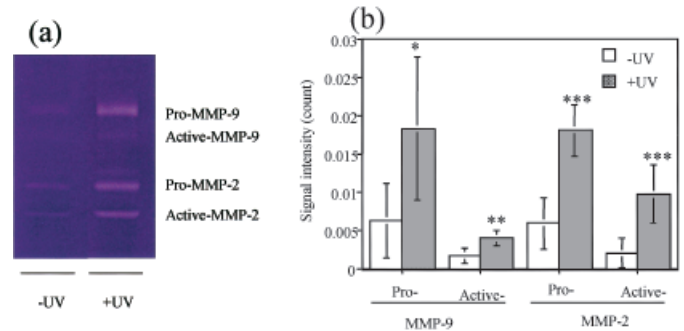 (a)
Pro-MMP-9
Active-MMP-9
Pro-MMP-2
Active-MMP-2
-UV
+UV
(b)
Signal intensity (count)
0.03
0.025
0.02
0.015
0.01
0.005
0
-UV
+UV
*
**
***
***
Pro-
Active-
Pro-
Active-
MMP-9
MMP-2